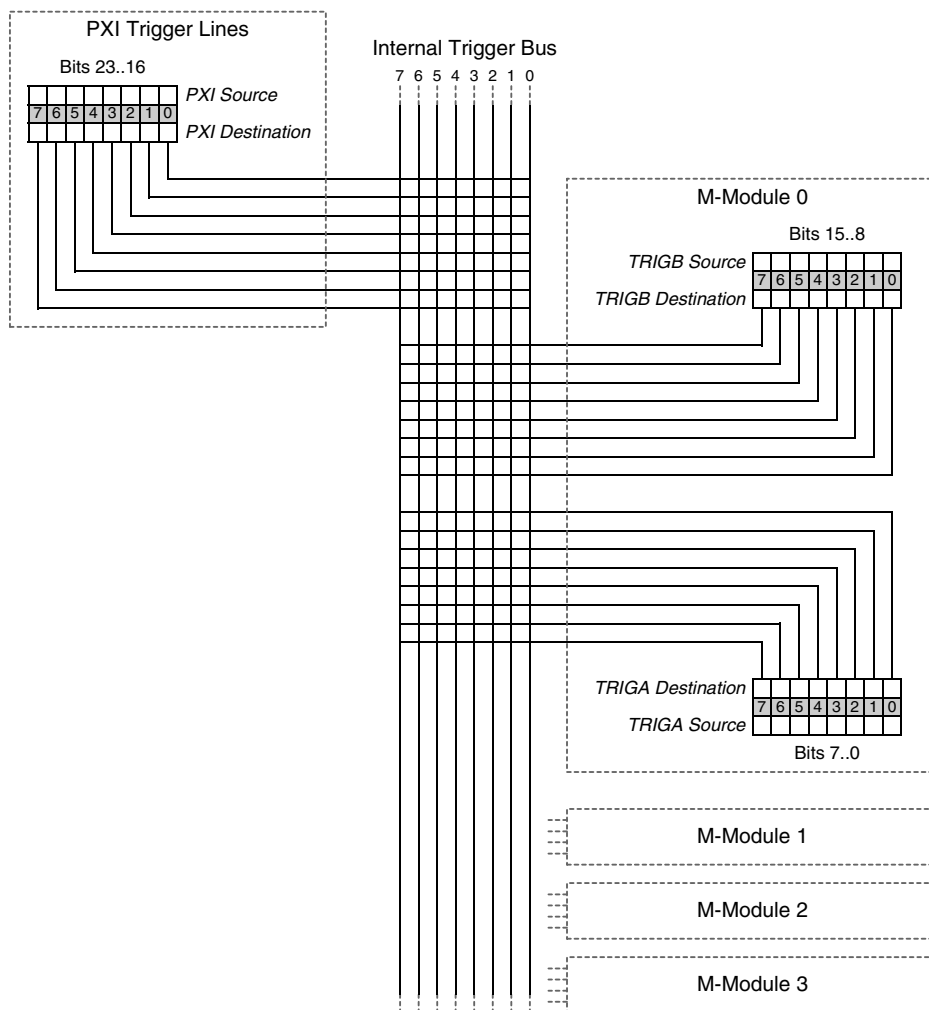 PXI Trigger Lines
Bits 23..16
PXI Source
7 6 5 4 3 2 1 0
PXI Destination
Internal Trigger Bus
7 6 5 4 3 2 1 0
M-Module 0
Bits 15..8
TRIGB Source
7 6 5 4 3 2 1 0
TRIGB Destination
TRIGA Destination
7 6 5 4 3 2 1 0
TRIGA Source
Bits 7..0
M-Module 1
M-Module 2
M-Module 3